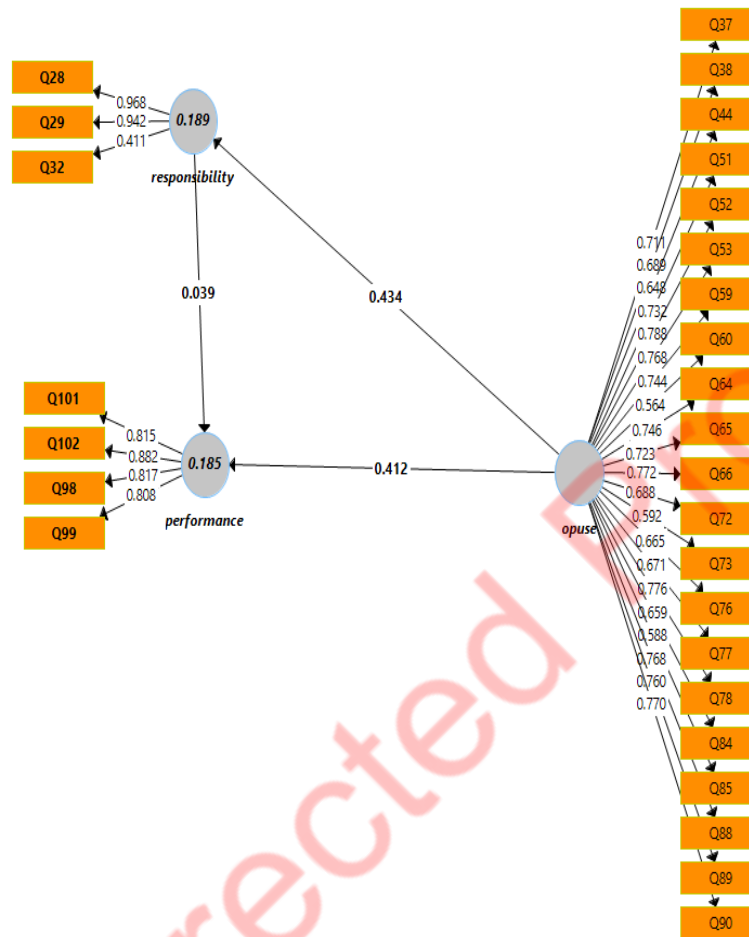 Q37
Q38
Q28
0.968
Q44
Q29
0.942
0.189
Q51
Q32
0.411
responsibility
Q52
0.711
Q53
0.689
0.039
0.434
0.648
Q59
0.732
0.788
Q60
0.768
0.744
Q64
Q101
0.564
0.815
0.746
Q65
Q102
0.882
0.723
0.185
0.412
0.772
Q66
Q98
0.817
0.688
0.808
Q72
performance
opuse
0.592
Q99
0.665
Q73
0.671
0.776
Q76
0.659
0.588
Q77
0.768
0.760
Q78
0.770
Q84
Q85
Q88
Q89
Q90
rected pro